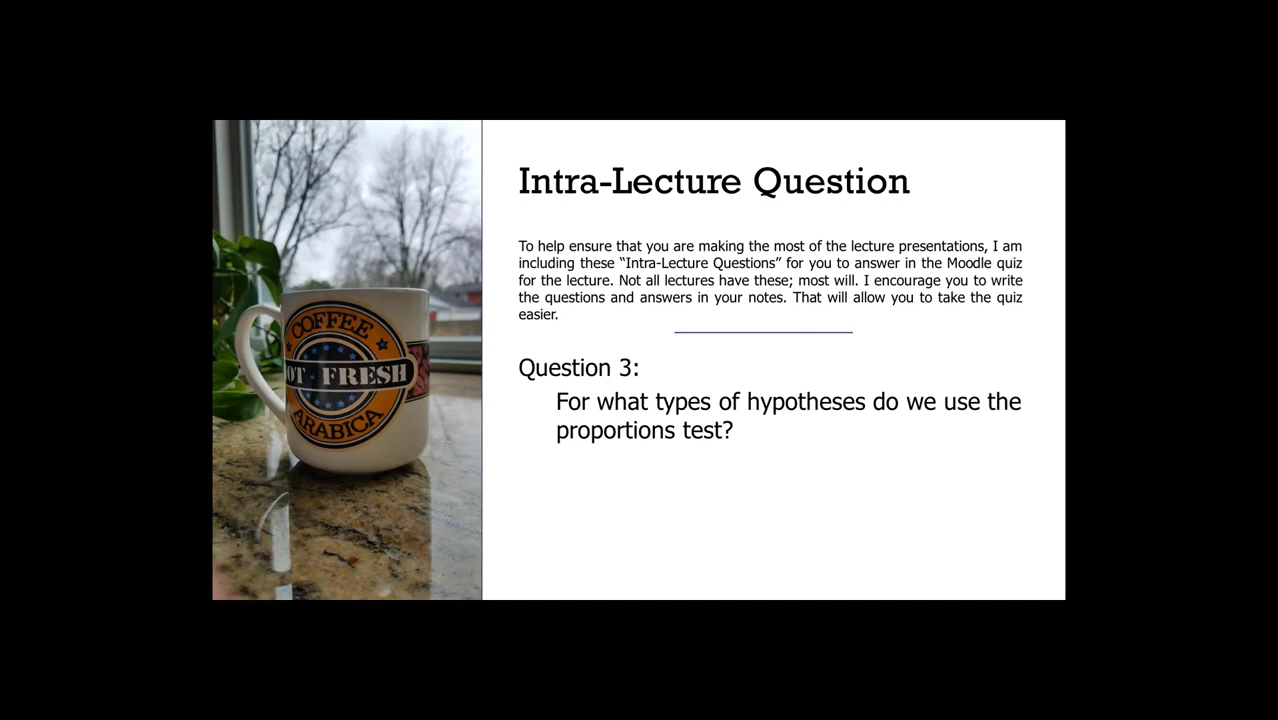 Intra-Lecture Question
To help ensure that you are making the most of the lecture presentations, I am
including these “Intra-Lecture Questions” for you to answer in the Moodle quiz
for the lecture. Not all lectures have these; most will. I encourage you to write
the questions and answers in your notes. That will allow you to take the quiz
easier.
Question 3:
For what types of hypotheses do we use the
proportions test?
COFFEE
OT FRESH
ARABICA